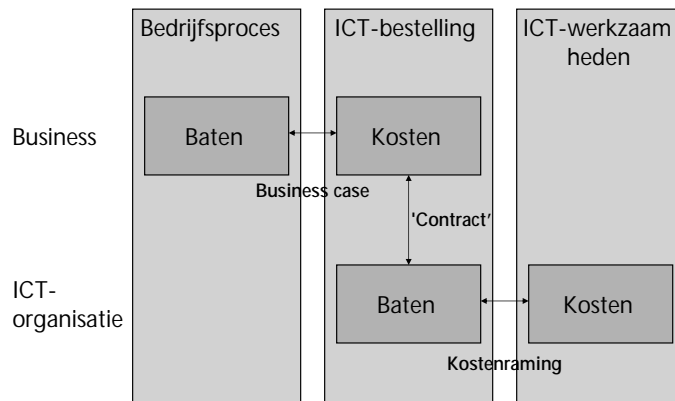 Bedrijfsproces
ICT-bestelling
ICT-werkzaam
heden
Business
Baten
Kosten
Business case
'Contract'
ICT-
organisatie
Baten
Kosten
Kostenraming